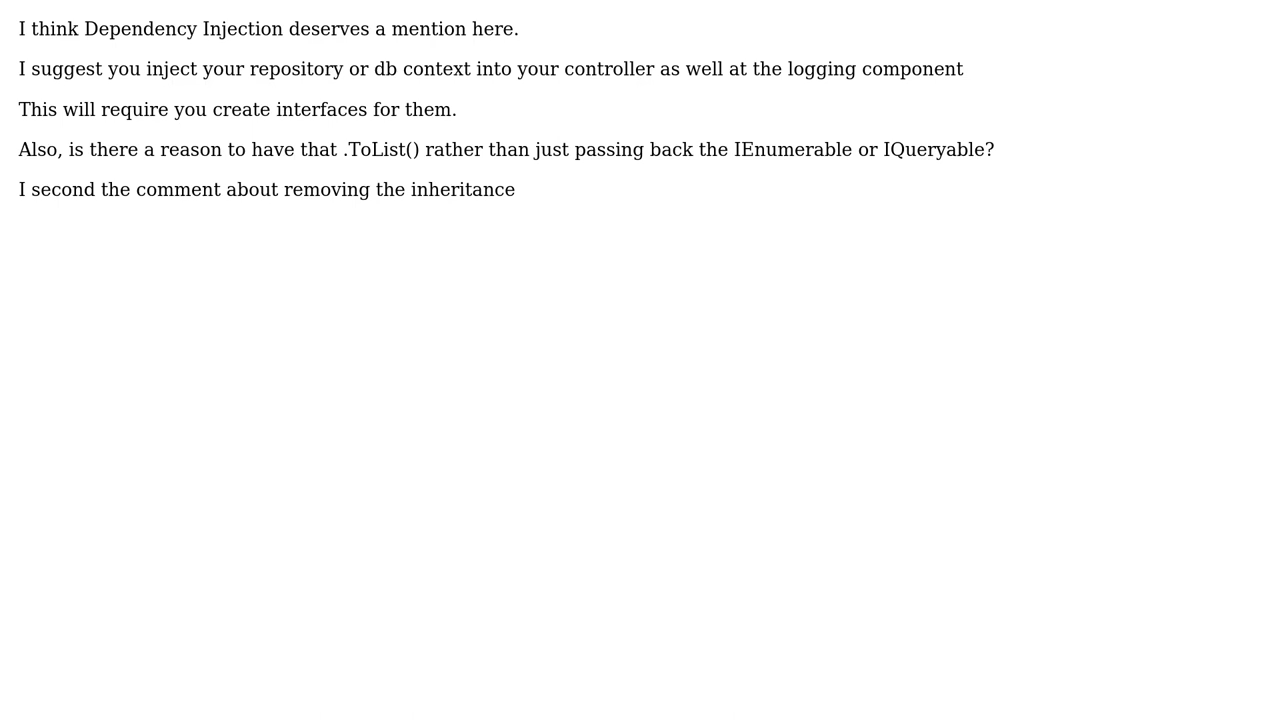 I think Dependency Injection deserves a mention here.
I suggest you inject your repository or db context into your controller as well at the logging component
This will require you create interfaces for them.
Also, is there a reason to have that .ToList() rather than just passing back the IEnumerable or IQueryable?
I second the comment about removing the inheritance